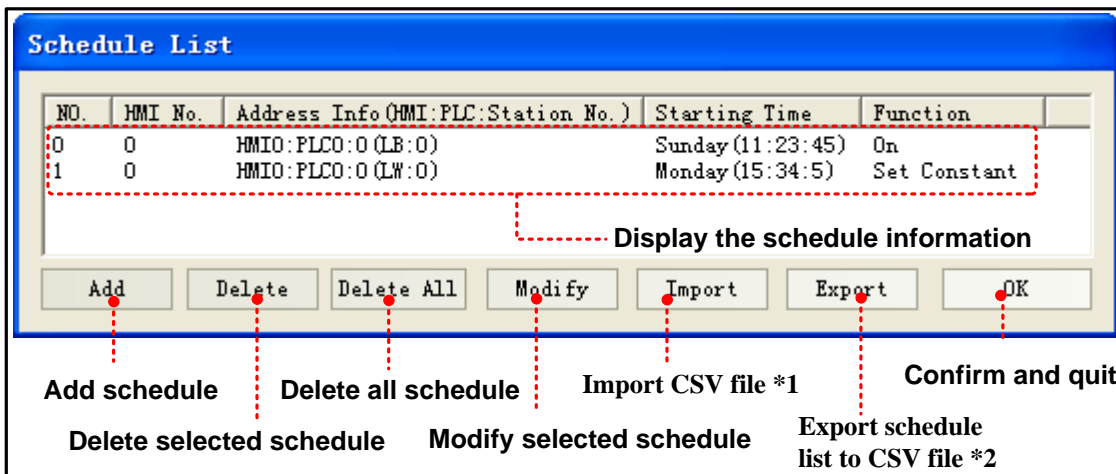 Schedule List
NO. HMI No. Address Info(HMI:PLC:Station No.) Starting Time Function
0 0 HMI0:PLC0:0(LB:0) Sunday(11:23:45) On
1 0 HMI0:PLC0:0(LW:0) Monday(15:34:5) Set Constant
Display the schedule information
Add Delete Delete All Modify Import Export OK
Add schedule Delete all schedule Import CSV file *1 Confirm and quit
Delete selected schedule Modify selected schedule Export schedule
list to CSV file *2